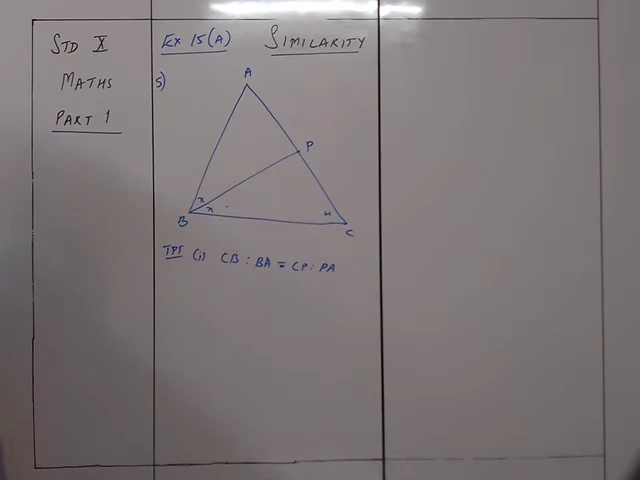 STD X
MATHS
PART 1
EX 15(A) SIMILARITY
5)
A
P
x
x
B
C
TPT (i) CB : BA = CP : PA